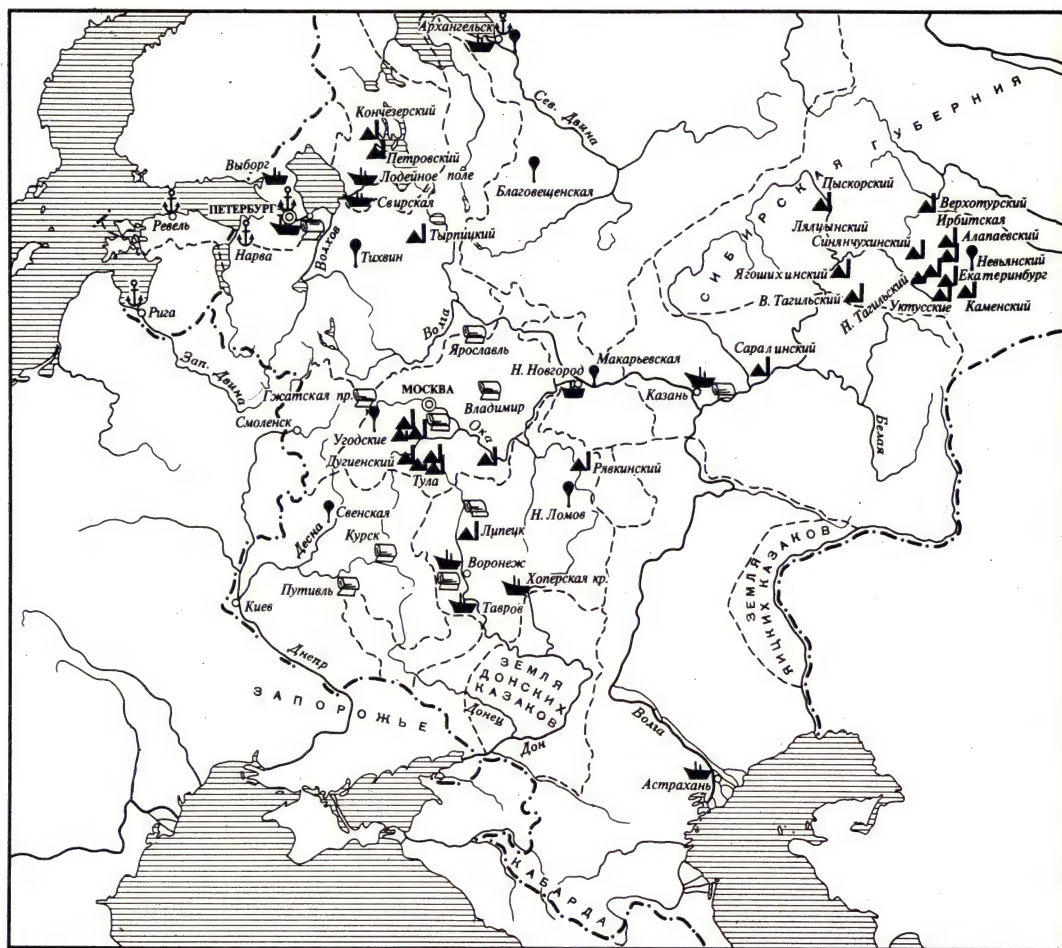 Архангельск
Сев. Двина
Кончезерский
Петровский
Выборг
Лодейное поле
Благовещенская
СИБИРСКАЯ ГУБЕРНИЯ
Пыскорский
Верхотурский
ПЕТЕРБУРГ
Свирская
Ревель
Ирбитская
Лялинский
Алапаевский
Нарва
Волхов
Тырпицкий
Синячухинский
Невьянский
Тихвин
Ягошихинский
Екатеринбург
В. Тагильский
Н. Тагильский
Уктусские
Каменский
Рига
Волга
Ярославль
Зап. Двина
Макарьевская
Саралинский
Н. Новгород
Гжатская пр.
МОСКВА
Владимир
Казань
Смоленск
Ока
Белая
Угодские
Дугненский
Тула
Рявкинский
Свенская
Н. Ломов
Десна
Липецк
Курск
Воронеж
Хоперская кр.
Путивль
Киев
Тавров
ЗЕМЛЯ
ЯИЦКИХ КАЗАКОВ
Днепр
ЗЕМЛЯ
ДОНСКИХ
КАЗАКОВ
ЗАПОРОЖЬЕ
Донец
Дон
Волга
Астрахань
КАБАРДА